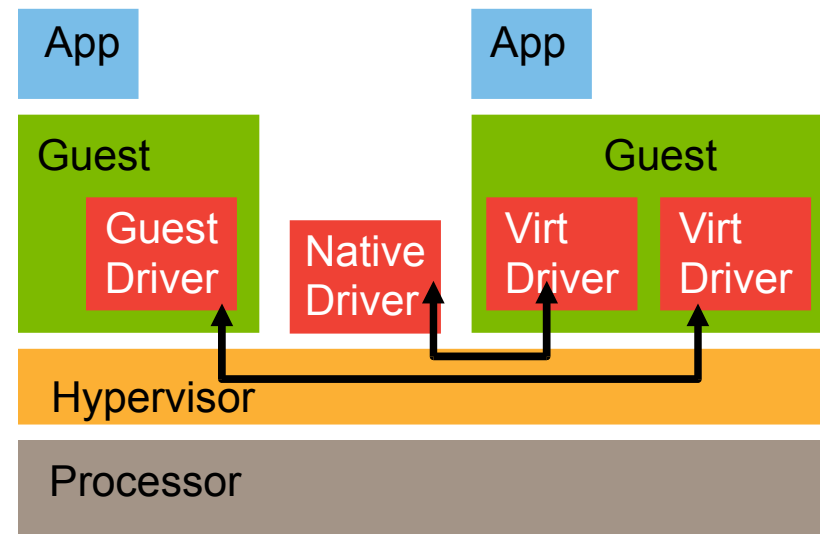 App
App
Guest
Guest
Guest
Driver
Native
Driver
Virt
Driver
Virt
Driver
Hypervisor
Processor